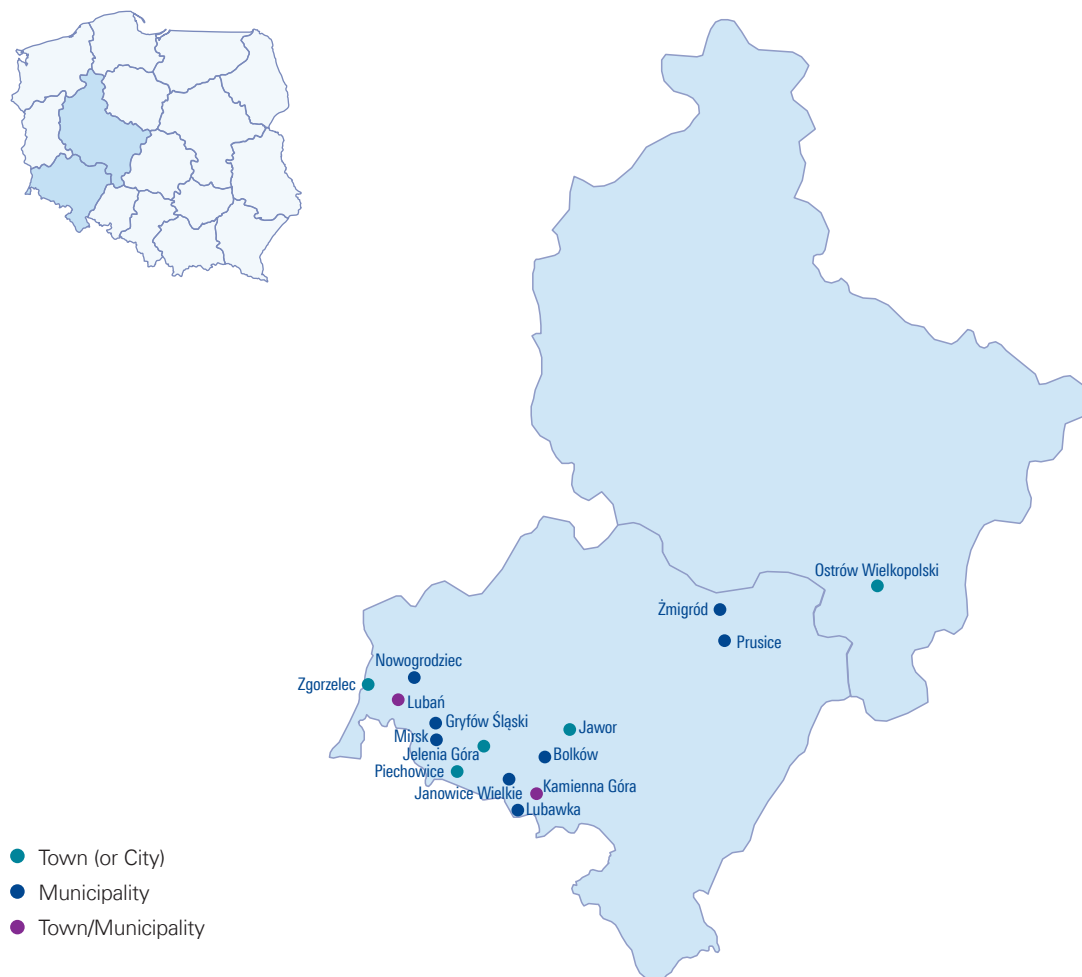 Ostrów Wielkopolski
Żmigród
Prusice
Nowogrodziec
Zgorzelec
Lubań
Gryfów Śląski
Jawor
Mirsk
Jelenia Góra
Bolków
Piechowice
Kamienna Góra
Janowice Wielkie
Lubawka
Town (or City)
Municipality
Town/Municipality